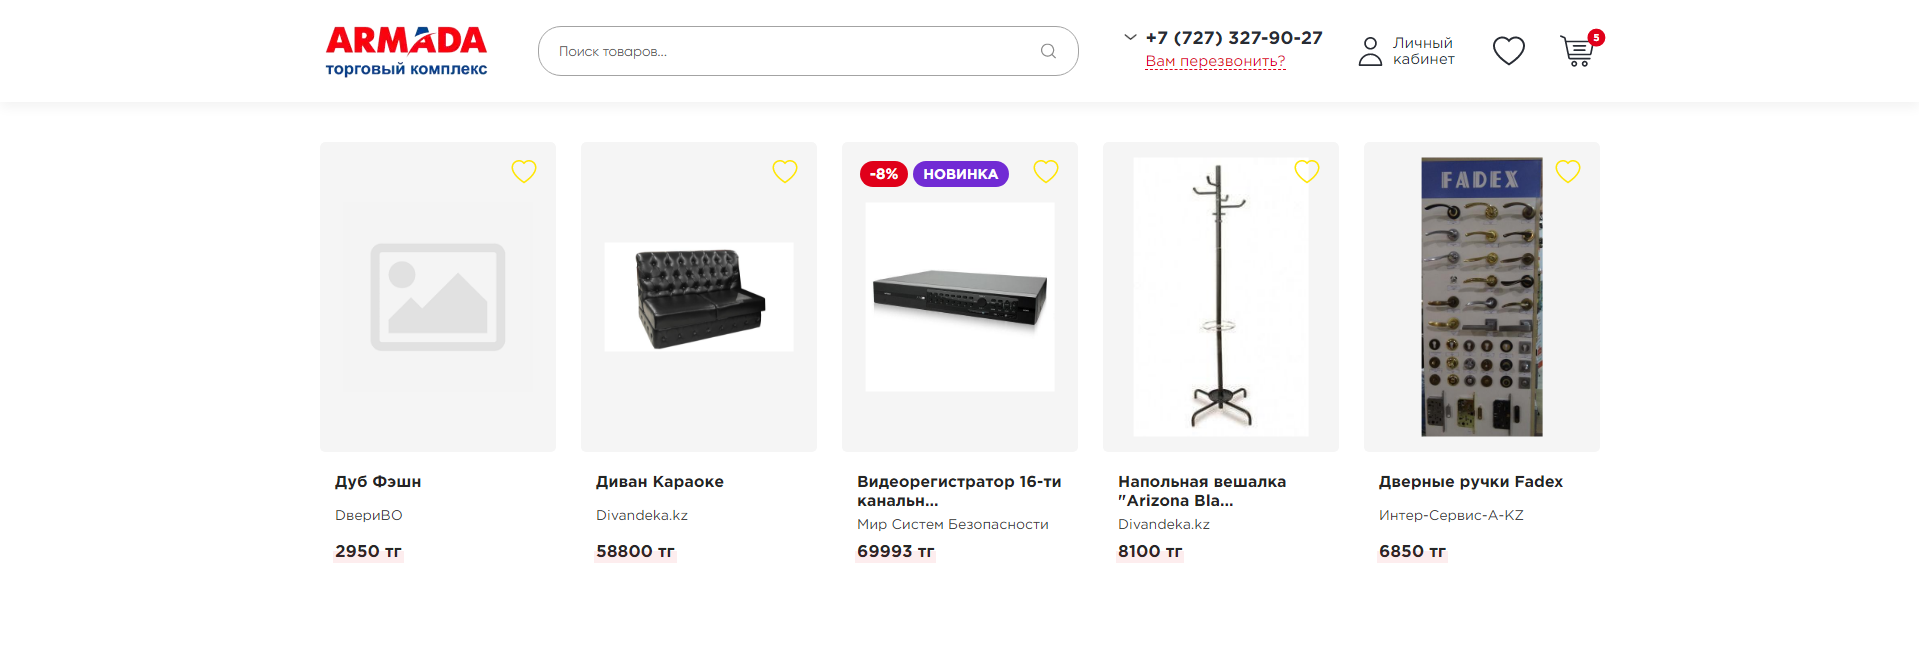 ARMADA
торговый комплекс
Поиск товаров...
+7 (727) 327-90-27
Вам перезвонить?
Личный
кабинет
5
-8%
НОВИНКА
FADEX
Дуб Фэшн
DвериВО
2950 тг
Диван Караоке
Divandeka.kz
58800 тг
Видеорегистратор 16-ти
канальн...
Мир Систем Безопасности
69993 тг
Напольная вешалка
"Arizona Bla...
Divandeka.kz
8100 тг
Дверные ручки Fadex
Интер-Сервис-А-KZ
6850 тг